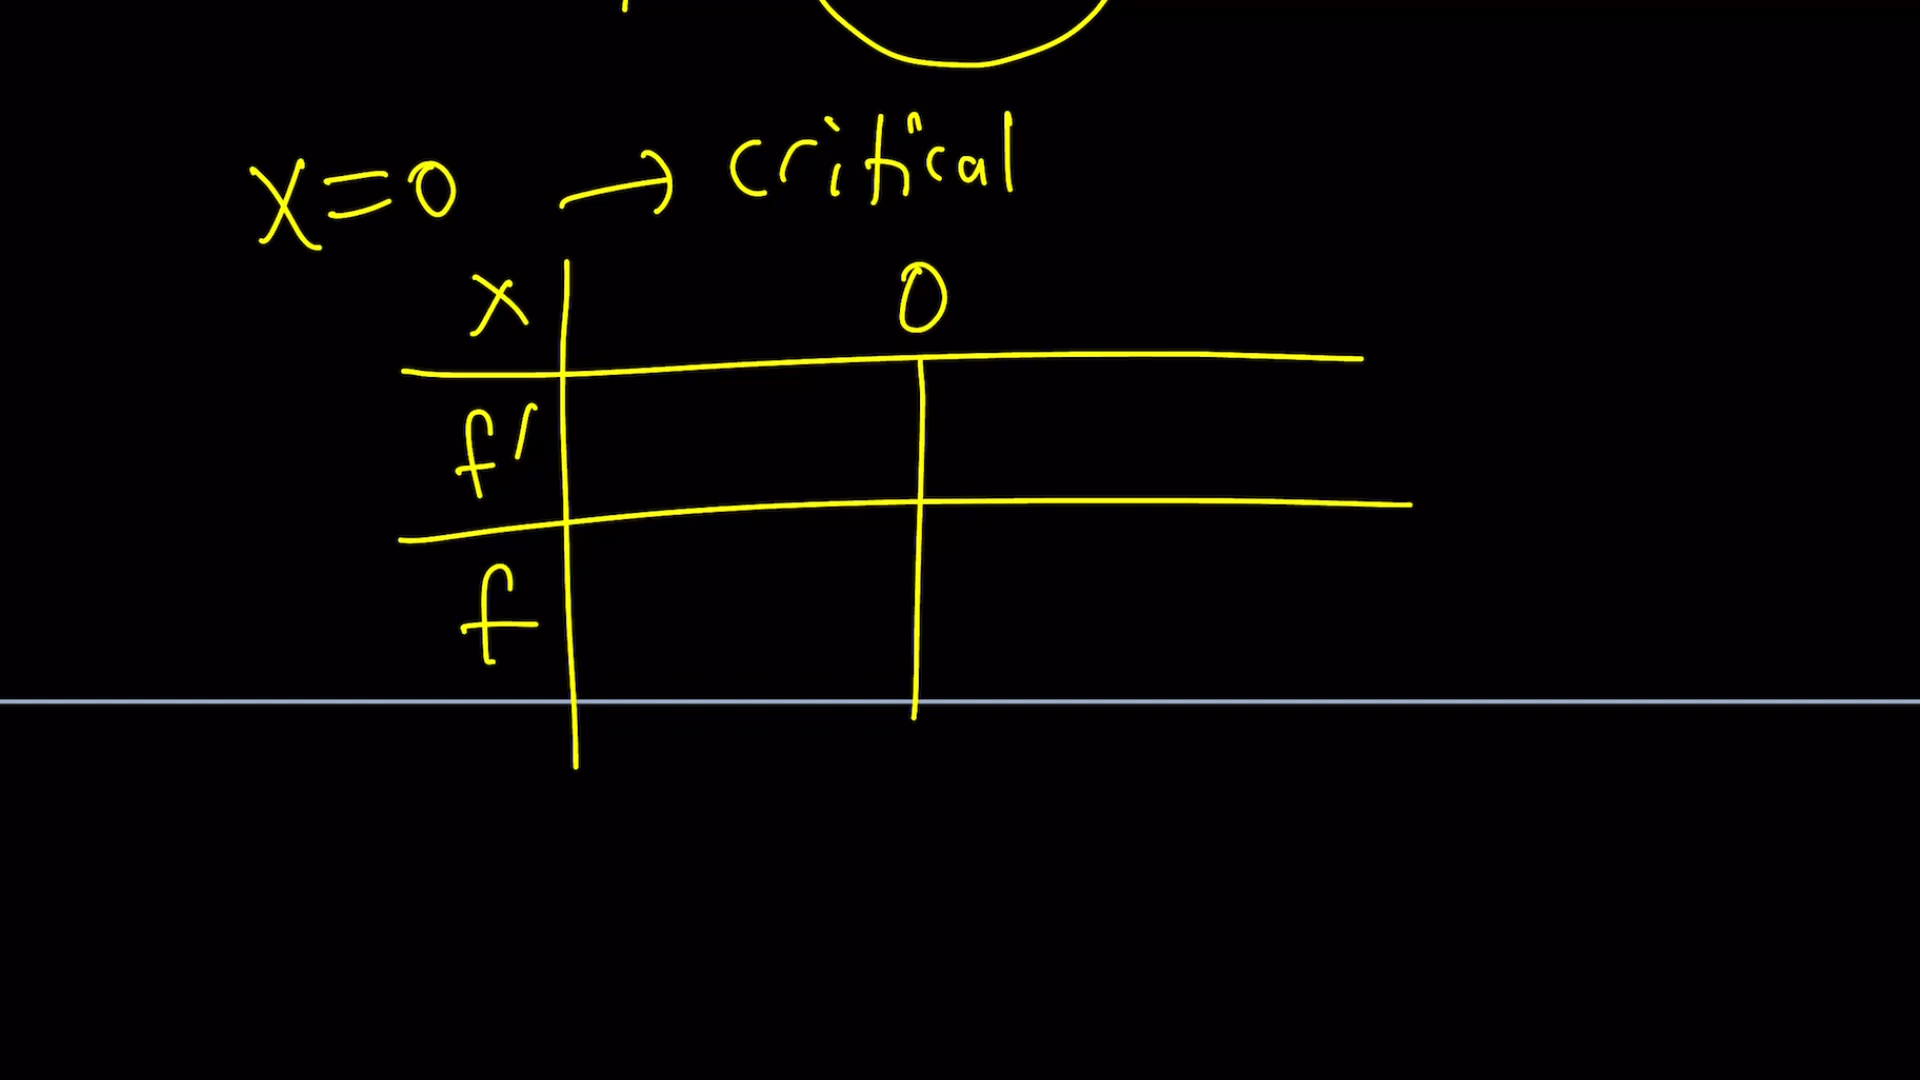 x=0 → critical
x 0
f'
f